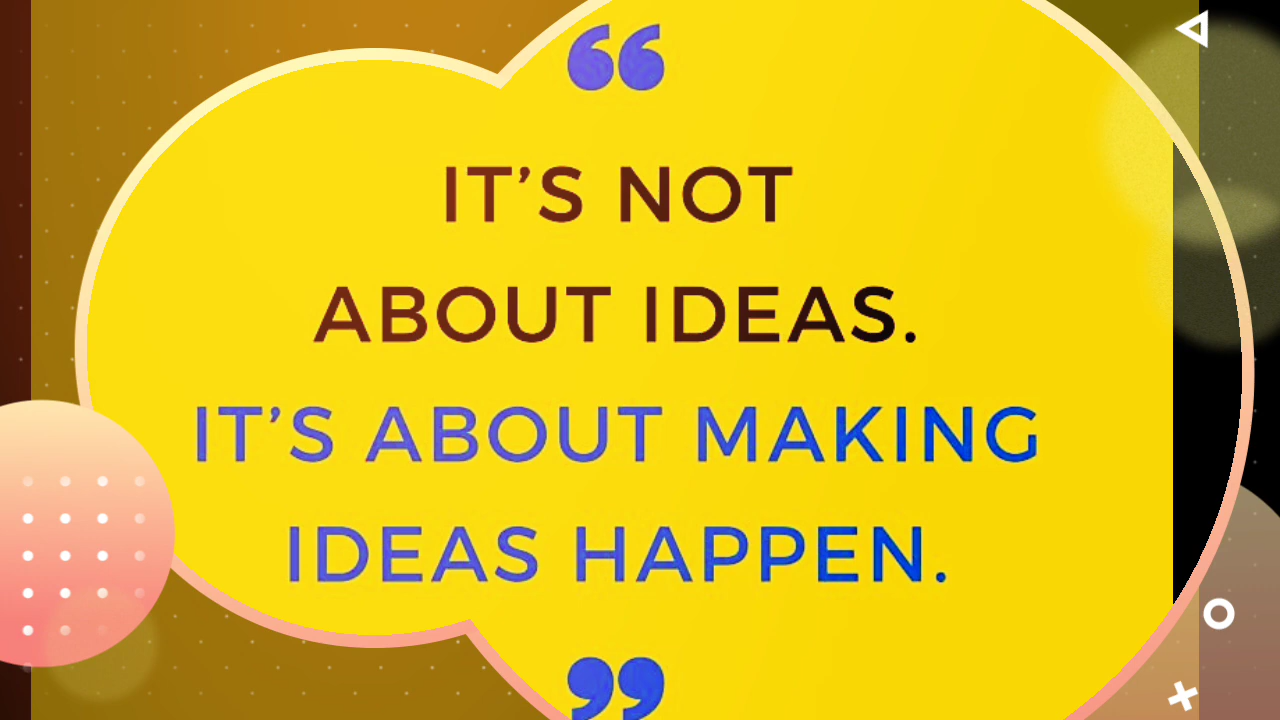 “
IT’S NOT
ABOUT IDEAS.
IT’S ABOUT MAKING
IDEAS HAPPEN.
”